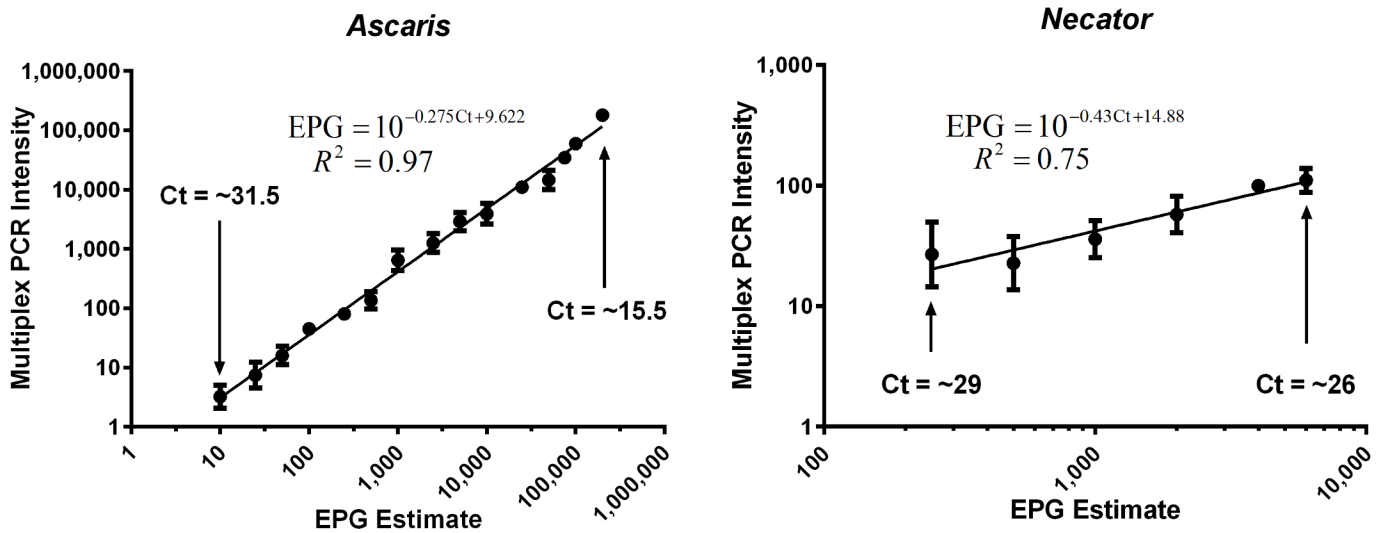 Ascaris
Multiplex PCR Intensity
1,000,000
100,000
10,000
1,000
100
10
1
EPG = 10^{-0.275Ct+9.622}
R² = 0.97
Ct = ~31.5
Ct = ~15.5
1
10
100
1,000
10,000
100,000
1,000,000
EPG Estimate
Necator
Multiplex PCR Intensity
1,000
100
10
1
EPG = 10^{-0.43Ct+14.88}
R² = 0.75
Ct = ~29
Ct = ~26
100
1,000
10,000
EPG Estimate